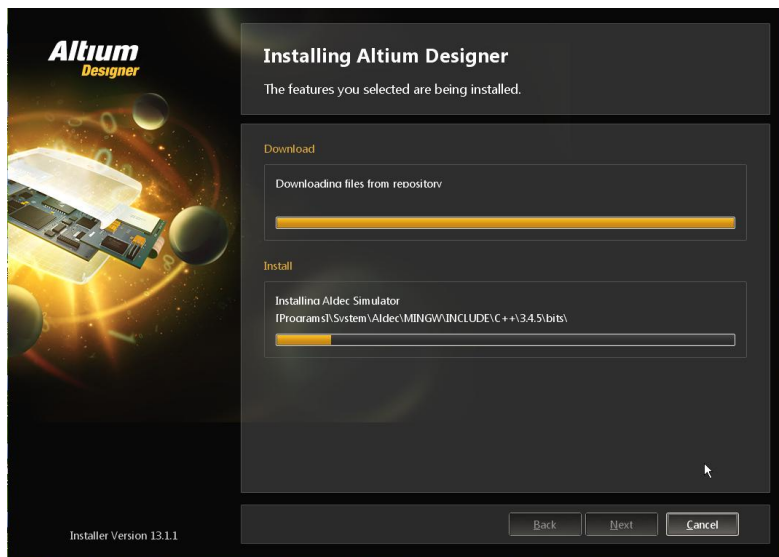 Altium
Designer
Installing Altium Designer
The features you selected are being installed.
Download
Downloading files from repository
Install
Installing Aldec Simulator
[Programs]\System\Aldec\MINGW\INCLUDE\C++\3.4.5\bits\
Installer Version 13.1.1
Back
Next
Cancel